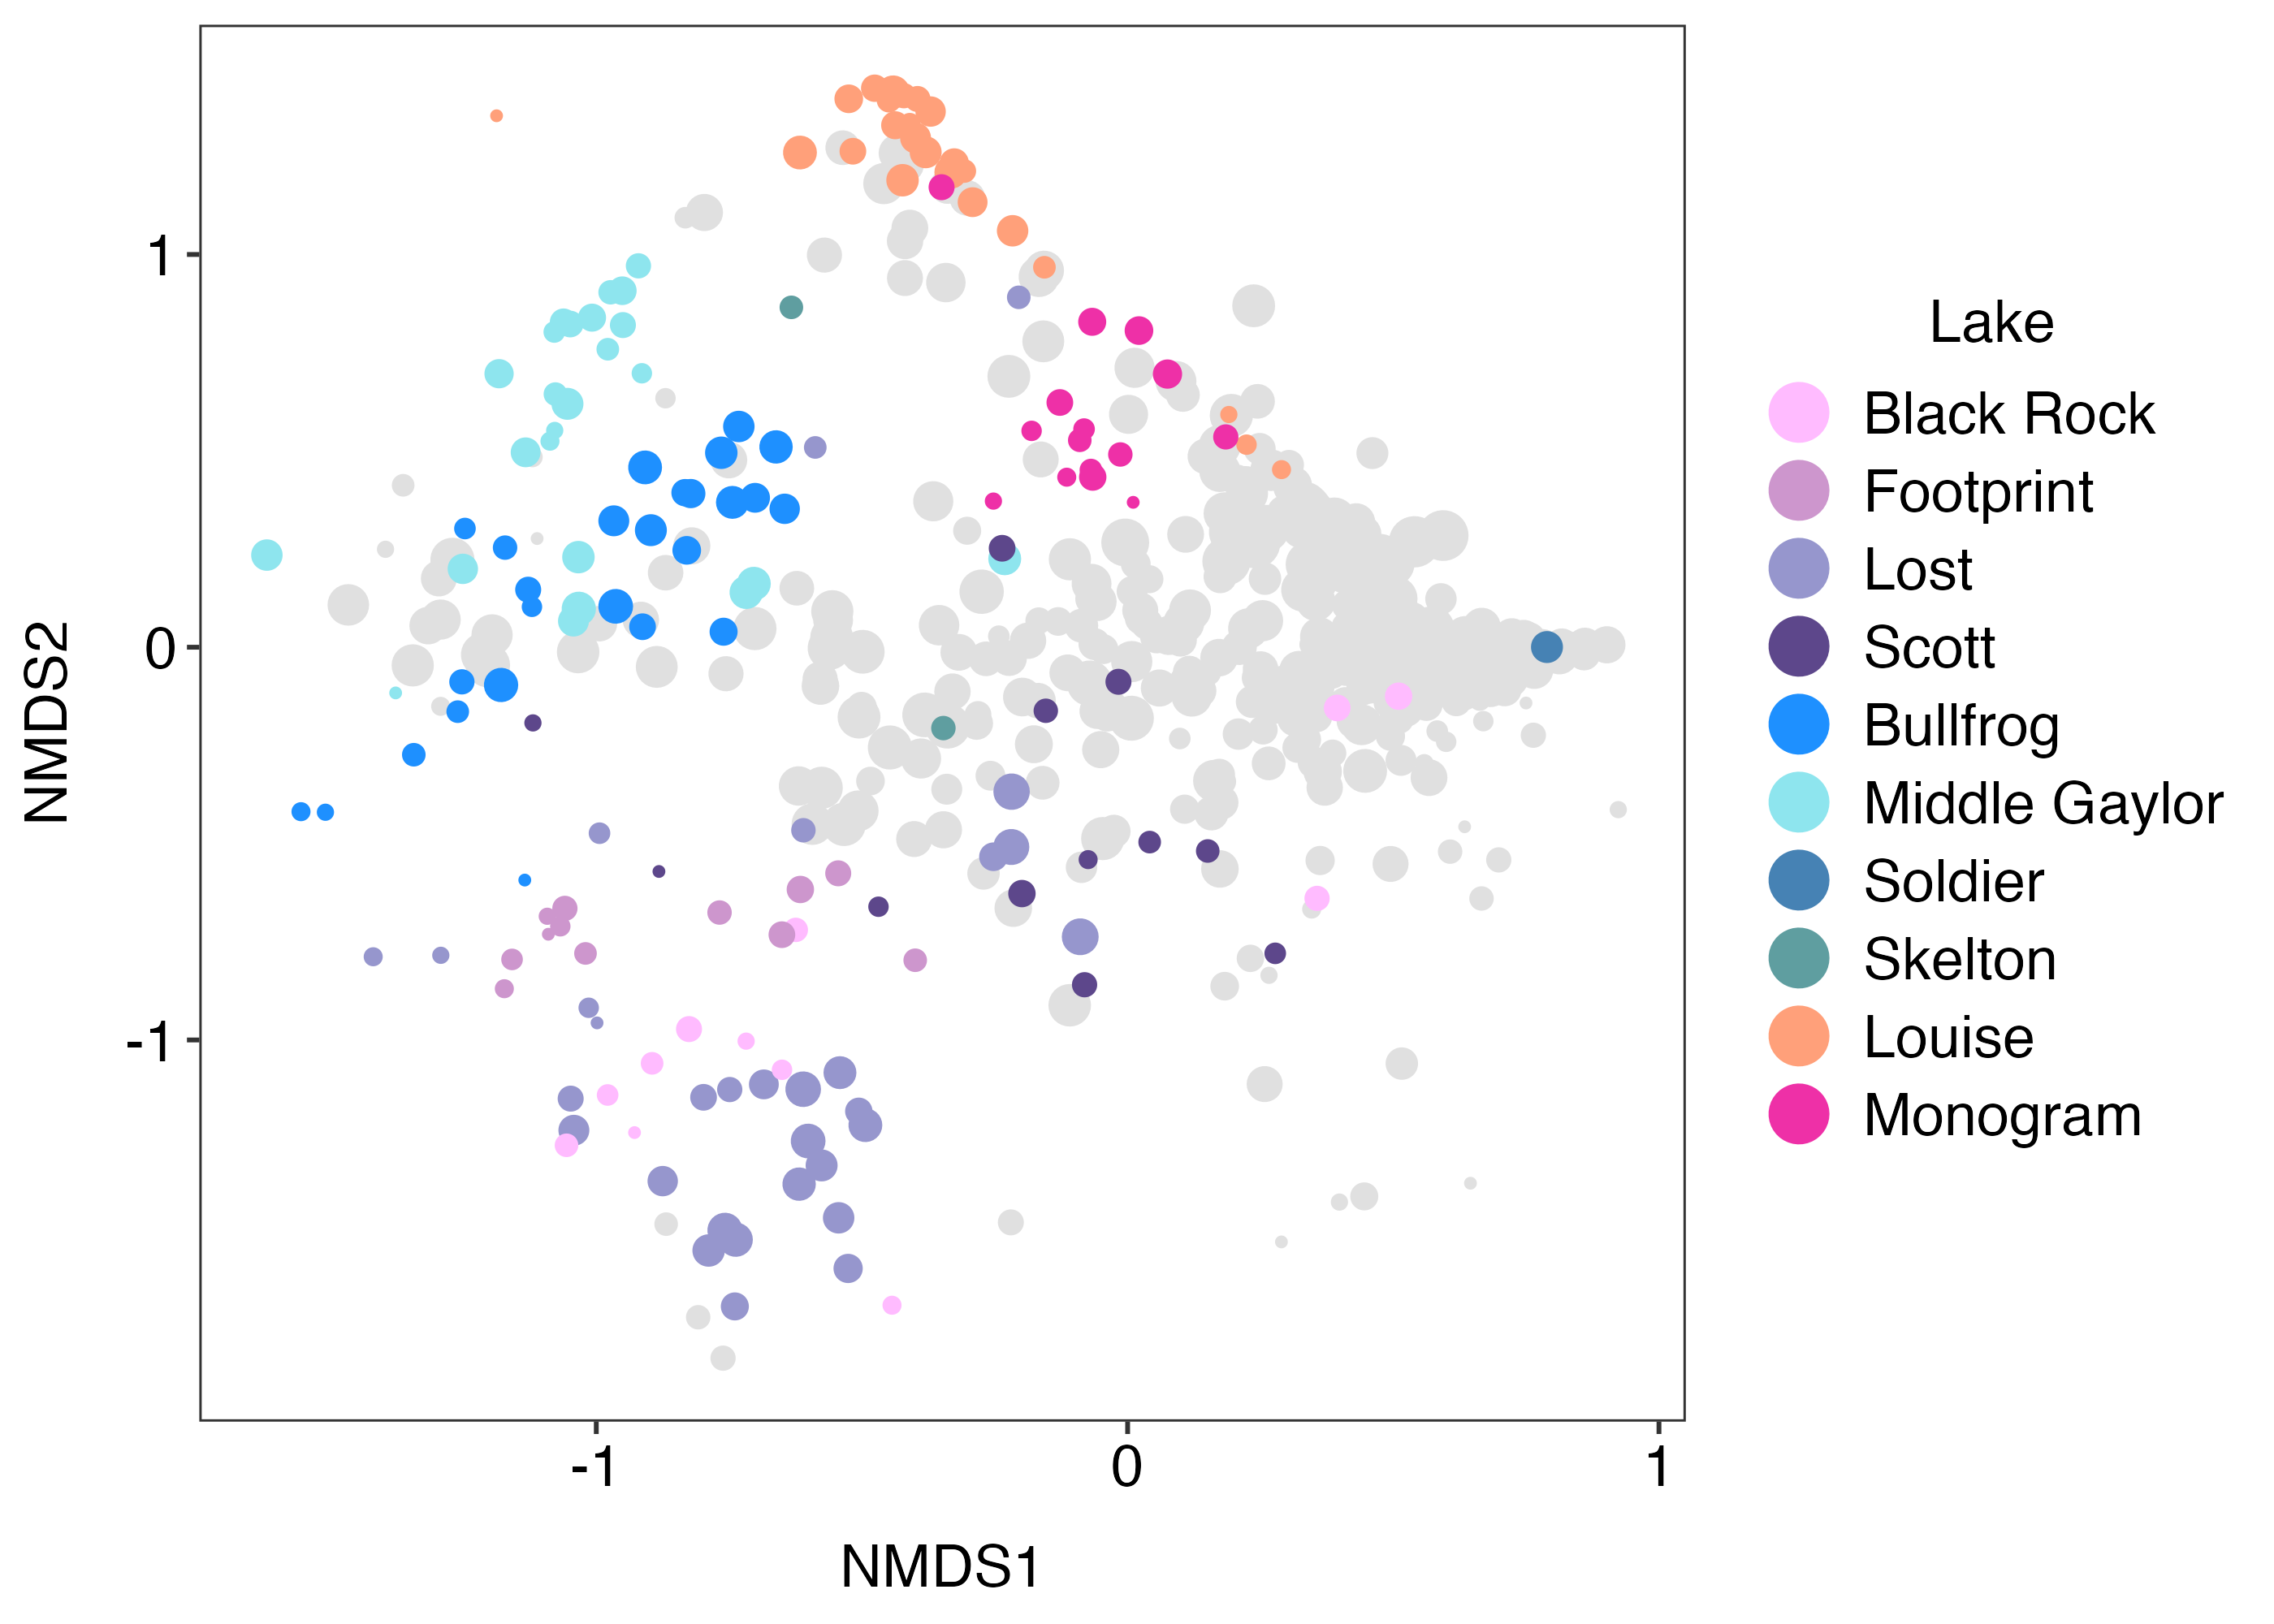 1
0
-1
-1
0
1
NMDS1
NMDS2
Lake
Black Rock
Footprint
Lost
Scott
Bullfrog
Middle Gaylor
Soldier
Skelton
Louise
Monogram